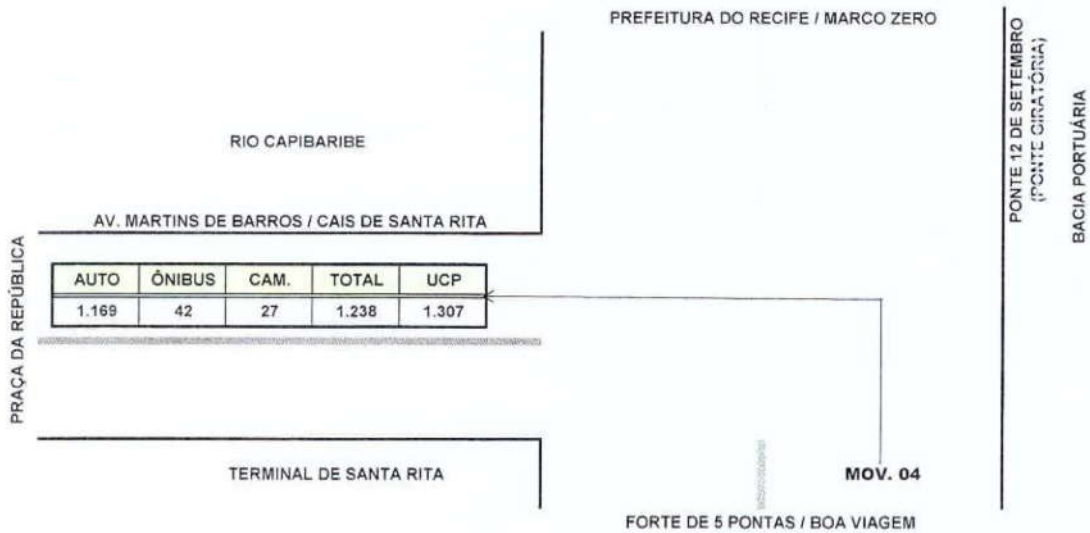 PREFEITURA DO RECIFE / MARCO ZERO
PONTE 12 DE SETEMBRO
(PONTE GIRATÓRIA)
BACIA PORTUÁRIA
RIO CAPIBARIBE
AV. MARTINS DE BARROS / CAIS DE SANTA RITA
PRAÇA DA REPÚBLICA
AUTO ÔNIBUS CAM. TOTAL UCP
1.169 42 27 1.238 1.307
TERMINAL DE SANTA RITA
MOV. 04
FORTE DE 5 PONTAS / BOA VIAGEM